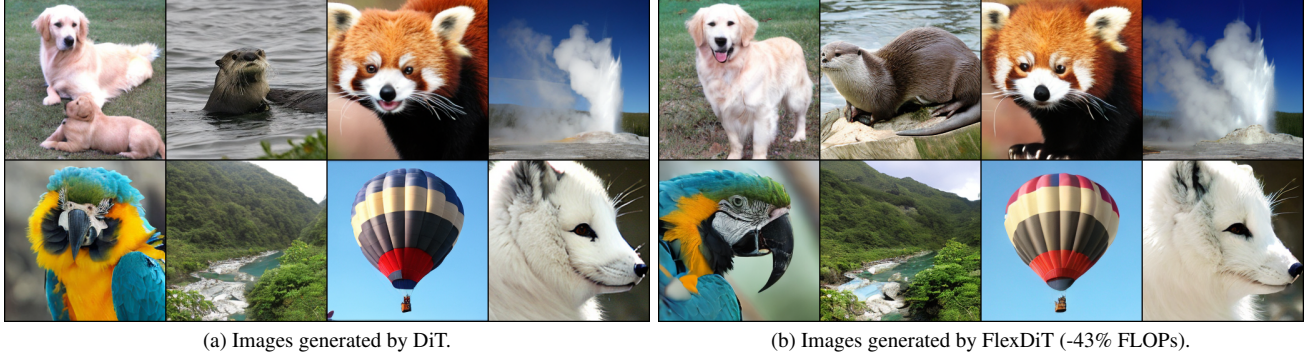 (a) Images generated by DiT.
(b) Images generated by FlexDiT (-43% FLOPs).